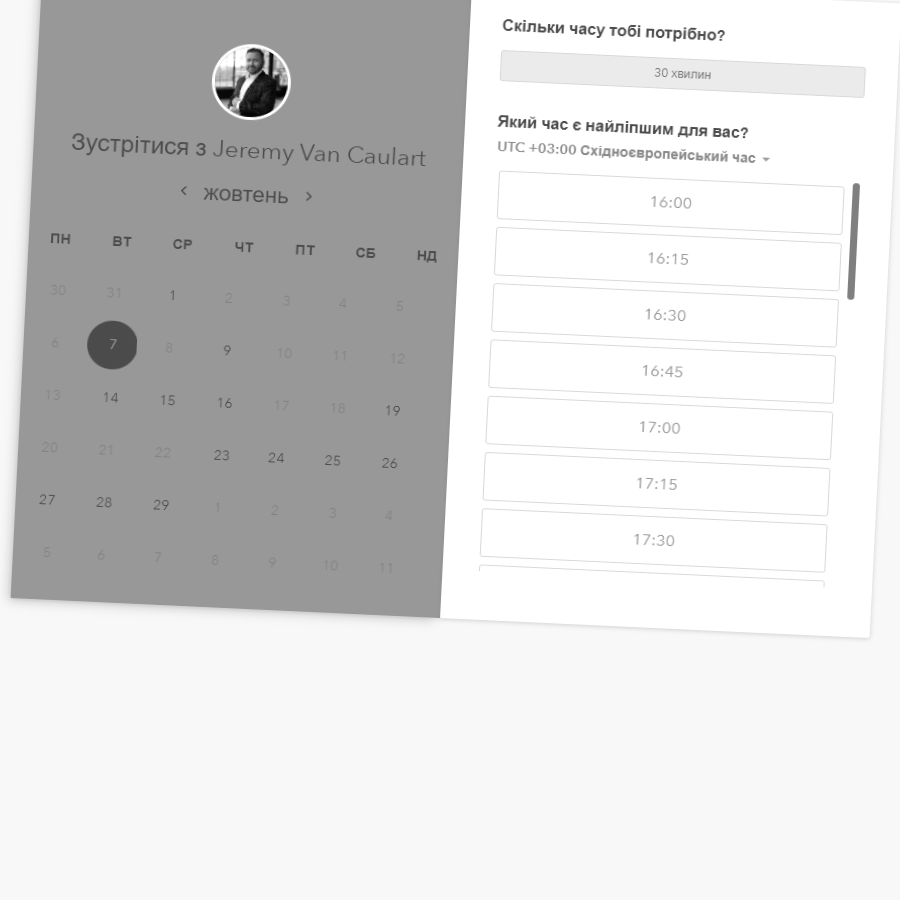 Зустрітися з Jeremy Van Caulart
‹ жовтень ›
ПН ВТ СР ЧТ ПТ СБ НД
30 31 1 2 3 4 5
6 7 8 9 10 11 12
13 14 15 16 17 18 19
20 21 22 23 24 25 26
27 28 29 1 2 3 4
5 6 7 8 9 10 11
Скільки часу тобі потрібно?
30 хвилин
Який час є найліпшим для вас?
UTC +03:00 Східноєвропейський час
16:00
16:15
16:30
16:45
17:00
17:15
17:30